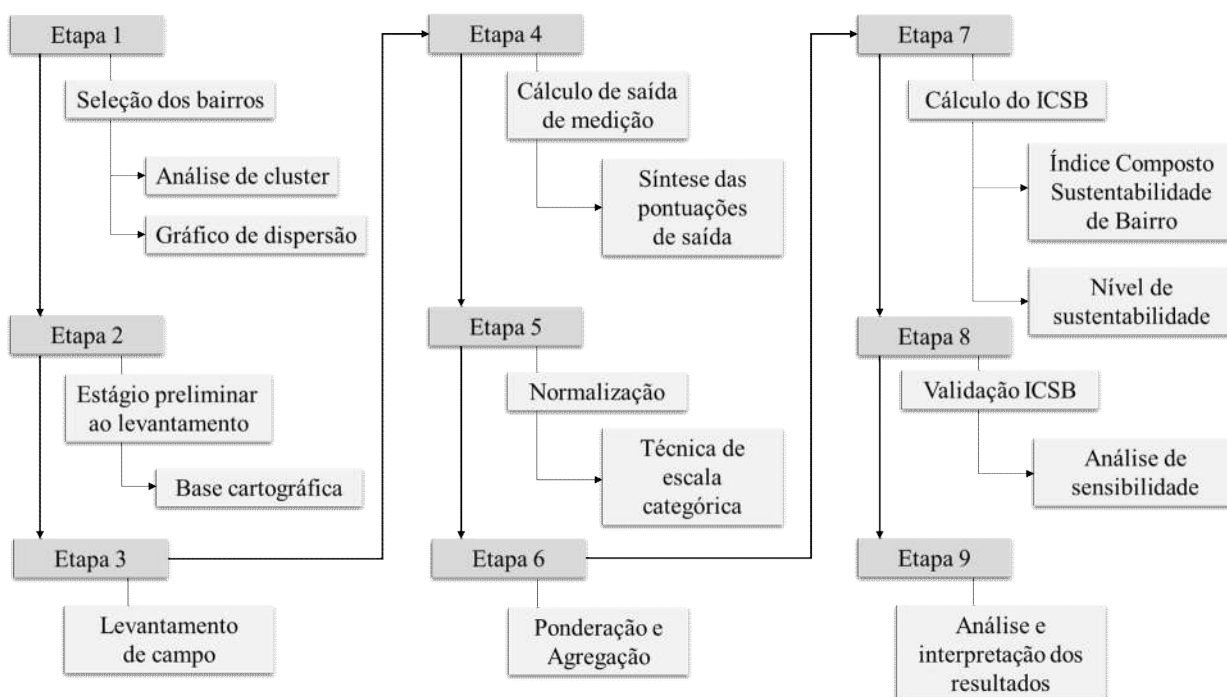 Etapa 1
Seleção dos bairros
Análise de cluster
Gráfico de dispersão
Etapa 2
Estágio preliminar
ao levantamento
Base cartográfica
Etapa 3
Levantamento
de campo
Etapa 4
Cálculo de saída
de medição
Síntese das
pontuações
de saída
Etapa 5
Normalização
Técnica de
escala
categórica
Etapa 6
Ponderação e
Agregação
Etapa 7
Cálculo do ICSB
Índice Composto
Sustentabilidade
de Bairro
Nível de
sustentabilidade
Etapa 8
Validação ICSB
Análise de
sensibilidade
Etapa 9
Análise e
interpretação dos
resultados